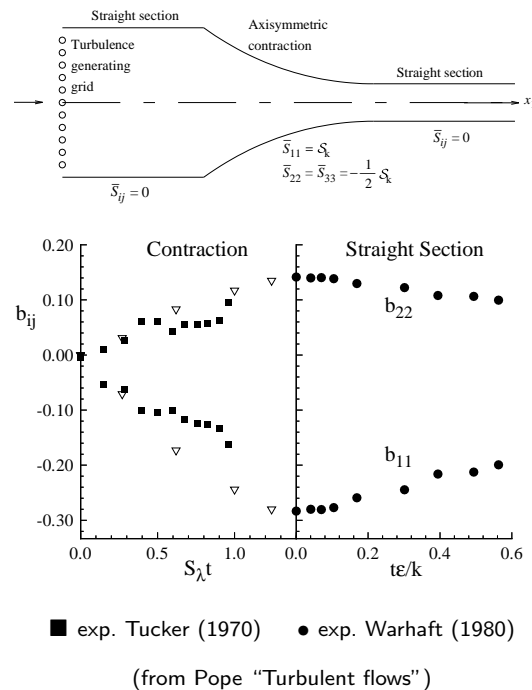 Straight section
Axisymmetric
contraction
Turbulence
generating
grid
Straight section
x
S̅ij = 0
S̅11 = 𝒮k
S̅22 = S̅33 = −1/2 𝒮k
S̅ij = 0
Contraction
Straight Section
bij
0.20
0.10
0.00
-0.10
-0.20
-0.30
b22
b11
0.0 0.5 1.0 0.0 0.2 0.4 0.6
Sλt
tε/k
■ exp. Tucker (1970) ● exp. Warhaft (1980)
(from Pope “Turbulent flows”)